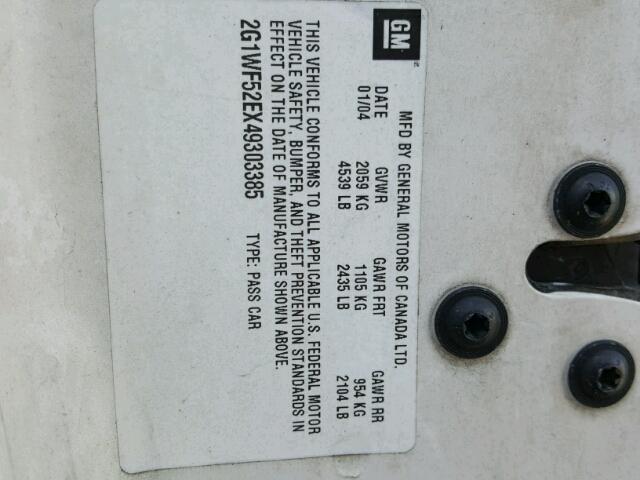 GM
MFD BY GENERAL MOTORS OF CANADA LTD.
DATE GVWR GAWR FRT GAWR RR
01/04 2059 KG 1105 KG 954 KG
4539 LB 2435 LB 2104 LB
THIS VEHICLE CONFORMS TO ALL APPLICABLE U.S. FEDERAL MOTOR
VEHICLE SAFETY, BUMPER, AND THEFT PREVENTION STANDARDS IN
EFFECT ON THE DATE OF MANUFACTURE SHOWN ABOVE.
2G1WF52EX49303385 TYPE: PASS CAR